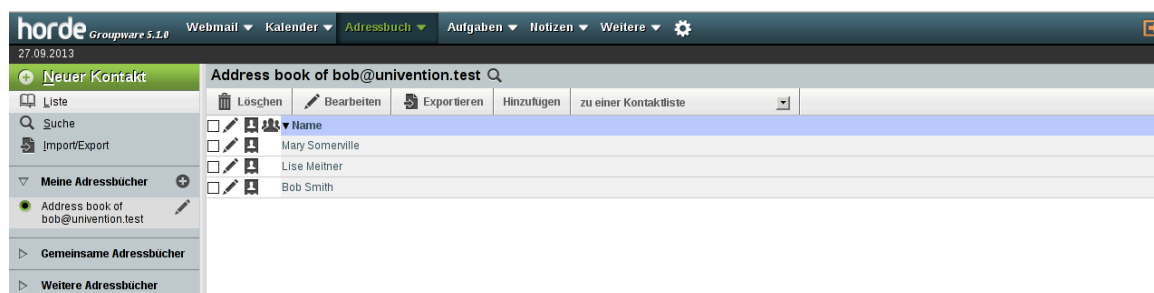 horde Groupware 5.1.0 Webmail Kalender Adressbuch Aufgaben Notizen Weitere
27.09.2013
Neuer Kontakt
Liste
Suche
Import/Export
Meine Adressbücher
Address book of
bob@univention.test
Gemeinsame Adressbücher
Weitere Adressbücher
Address book of bob@univention.test
Löschen Bearbeiten Exportieren Hinzufügen zu einer Kontaktliste
Name
Mary Somerville
Lise Meitner
Bob Smith